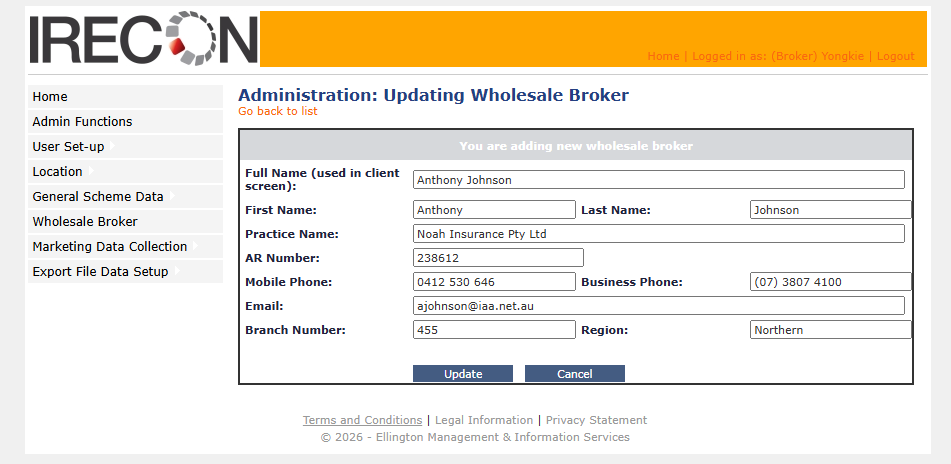 IRECON
Home | Logged in as: (Broker) Yongkie | Logout
Home
Admin Functions
User Set-up
Location
General Scheme Data
Wholesale Broker
Marketing Data Collection
Export File Data Setup
Administration: Updating Wholesale Broker
Go back to list
You are adding new wholesale broker
Full Name (used in client
screen): Anthony Johnson
First Name: Anthony Last Name: Johnson
Practice Name: Noah Insurance Pty Ltd
AR Number: 238612
Mobile Phone: 0412 530 646 Business Phone: (07) 3807 4100
Email: ajohnson@iaa.net.au
Branch Number: 455 Region: Northern
Update Cancel
Terms and Conditions | Legal Information | Privacy Statement
© 2026 - Ellington Management & Information Services